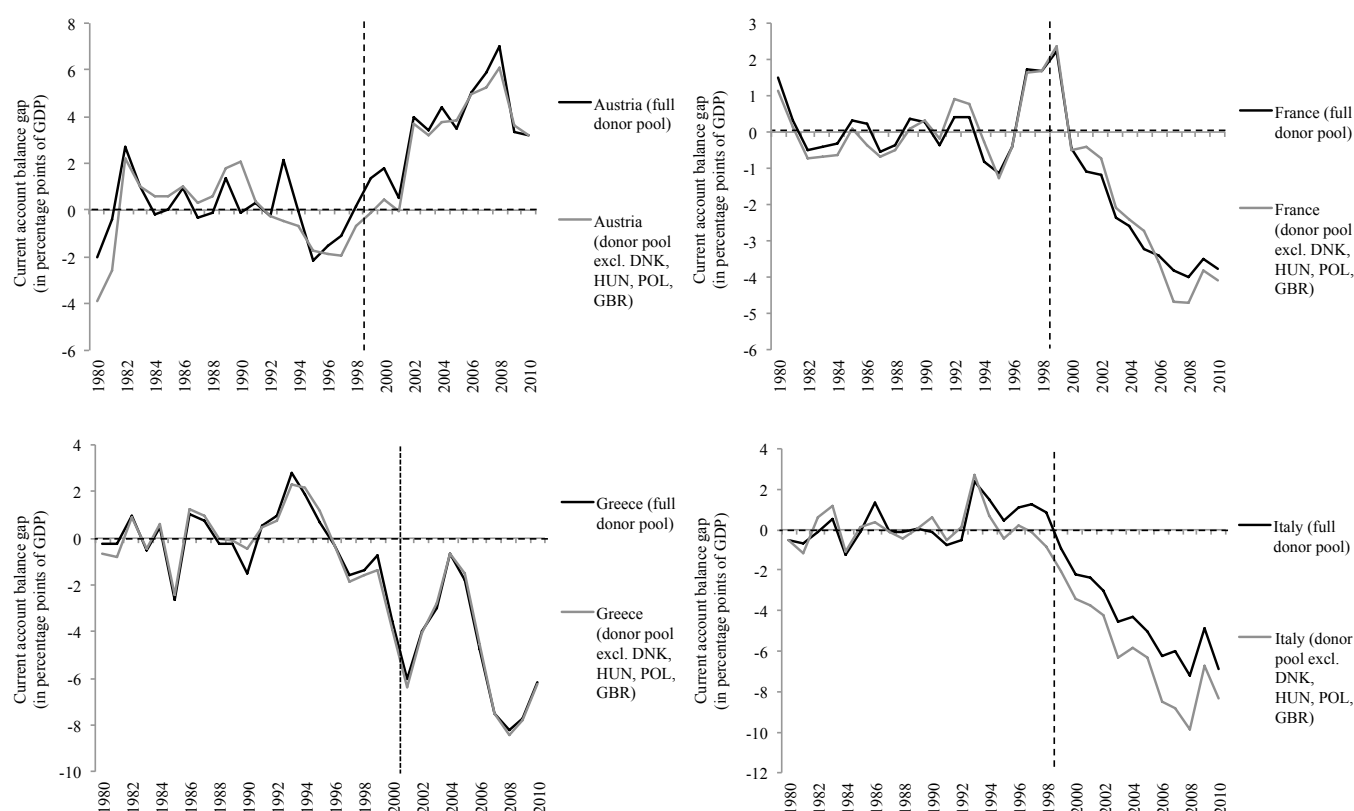 Current account balance gap
(in percentage points of GDP)
8
6
4
2
0
-2
-4
-6
1980
1982
1984
1986
1988
1990
1992
1994
1996
1998
2000
2002
2004
2006
2008
2010
Austria (full
donor pool)
Austria
(donor pool
excl. DNK,
HUN, POL,
GBR)
Current account balance gap
(in percentage points of GDP)
3
2
1
0
-1
-2
-3
-4
-5
-6
1980
1982
1984
1986
1988
1990
1992
1994
1996
1998
2000
2002
2004
2006
2008
2010
France (full
donor pool)
France
(donor pool
excl. DNK,
HUN, POL,
GBR)
Current account balance gap
(in percentage points of GDP)
4
2
0
-2
-4
-6
-8
-10
1980
1982
1984
1986
1988
1990
1992
1994
1996
1998
2000
2002
2004
2006
2008
2010
Greece (full
donor pool)
Greece
(donor pool
excl. DNK,
HUN, POL,
GBR)
Current account balance gap
(in percentage points of GDP)
4
2
0
-2
-4
-6
-8
-10
-12
1980
1982
1984
1986
1988
1990
1992
1994
1996
1998
2000
2002
2004
2006
2008
2010
Italy (full
donor pool)
Italy (donor
pool excl.
DNK,
HUN, POL,
GBR)